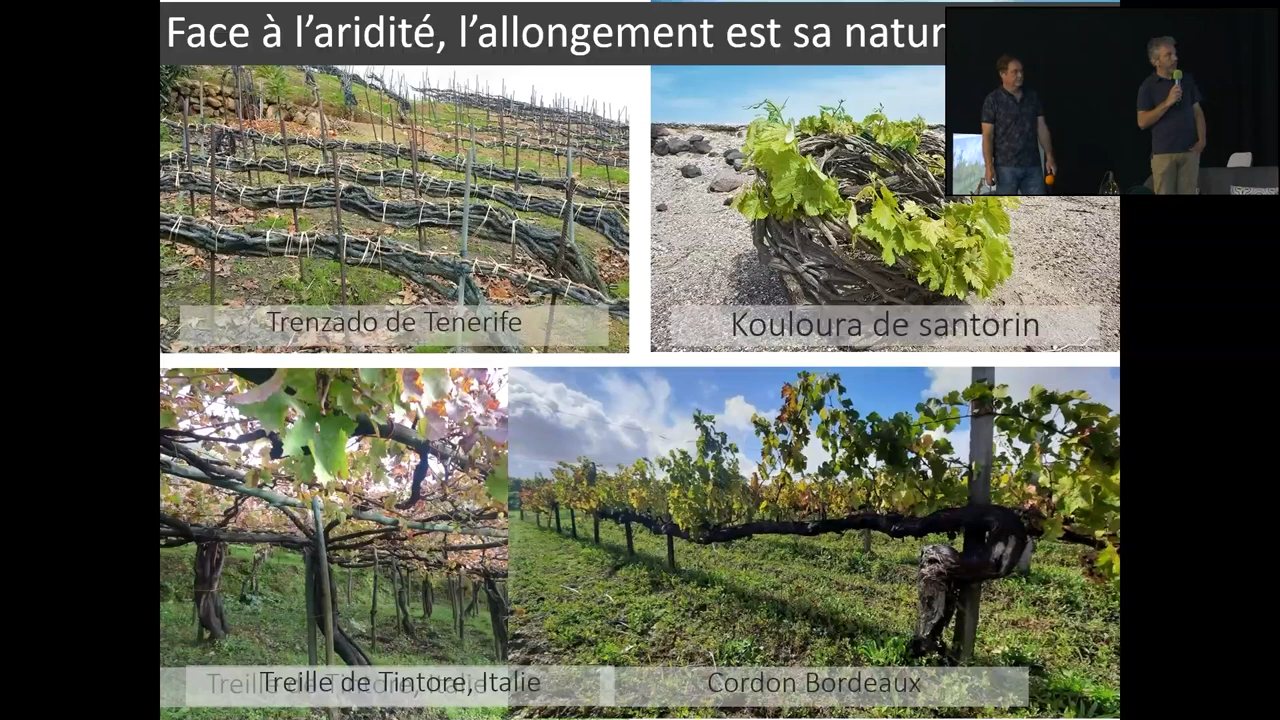 Face à l'aridité, l'allongement est sa natur
Trenzado de Tenerife
Kouloura de santorin
Treille de Tintore, Italie
Cordon Bordeaux